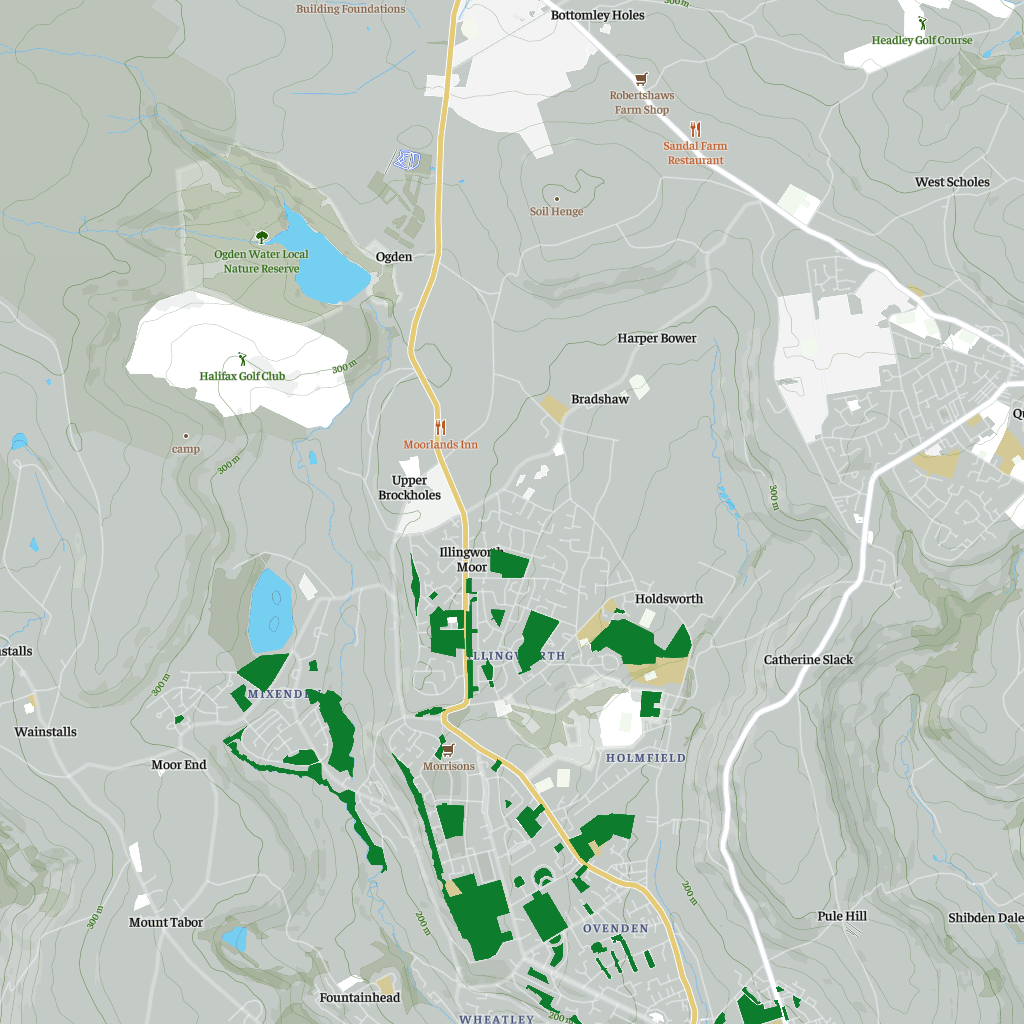 Building Foundations
Bottomley Holes
300 m
Headley Golf Course
Robertshaws
Farm Shop
Sandal Farm
Restaurant
West Scholes
Soil Henge
Ogden Water Local
Nature Reserve
Ogden
Harper Bower
300 m
Halifax Golf Club
Bradshaw
Moorlands Inn
camp
300 m
Upper
Brockholes
300 m
Illingworth
Moor
Holdsworth
Catherine Slack
300 m
Wainstalls
Moor End
Morrisons
HOLMFIELD
200 m
300 m
Mount Tabor
200 m
OVENDEN
Pule Hill
Shibden Dale
Fountainhead
WHEATLEY
200 m